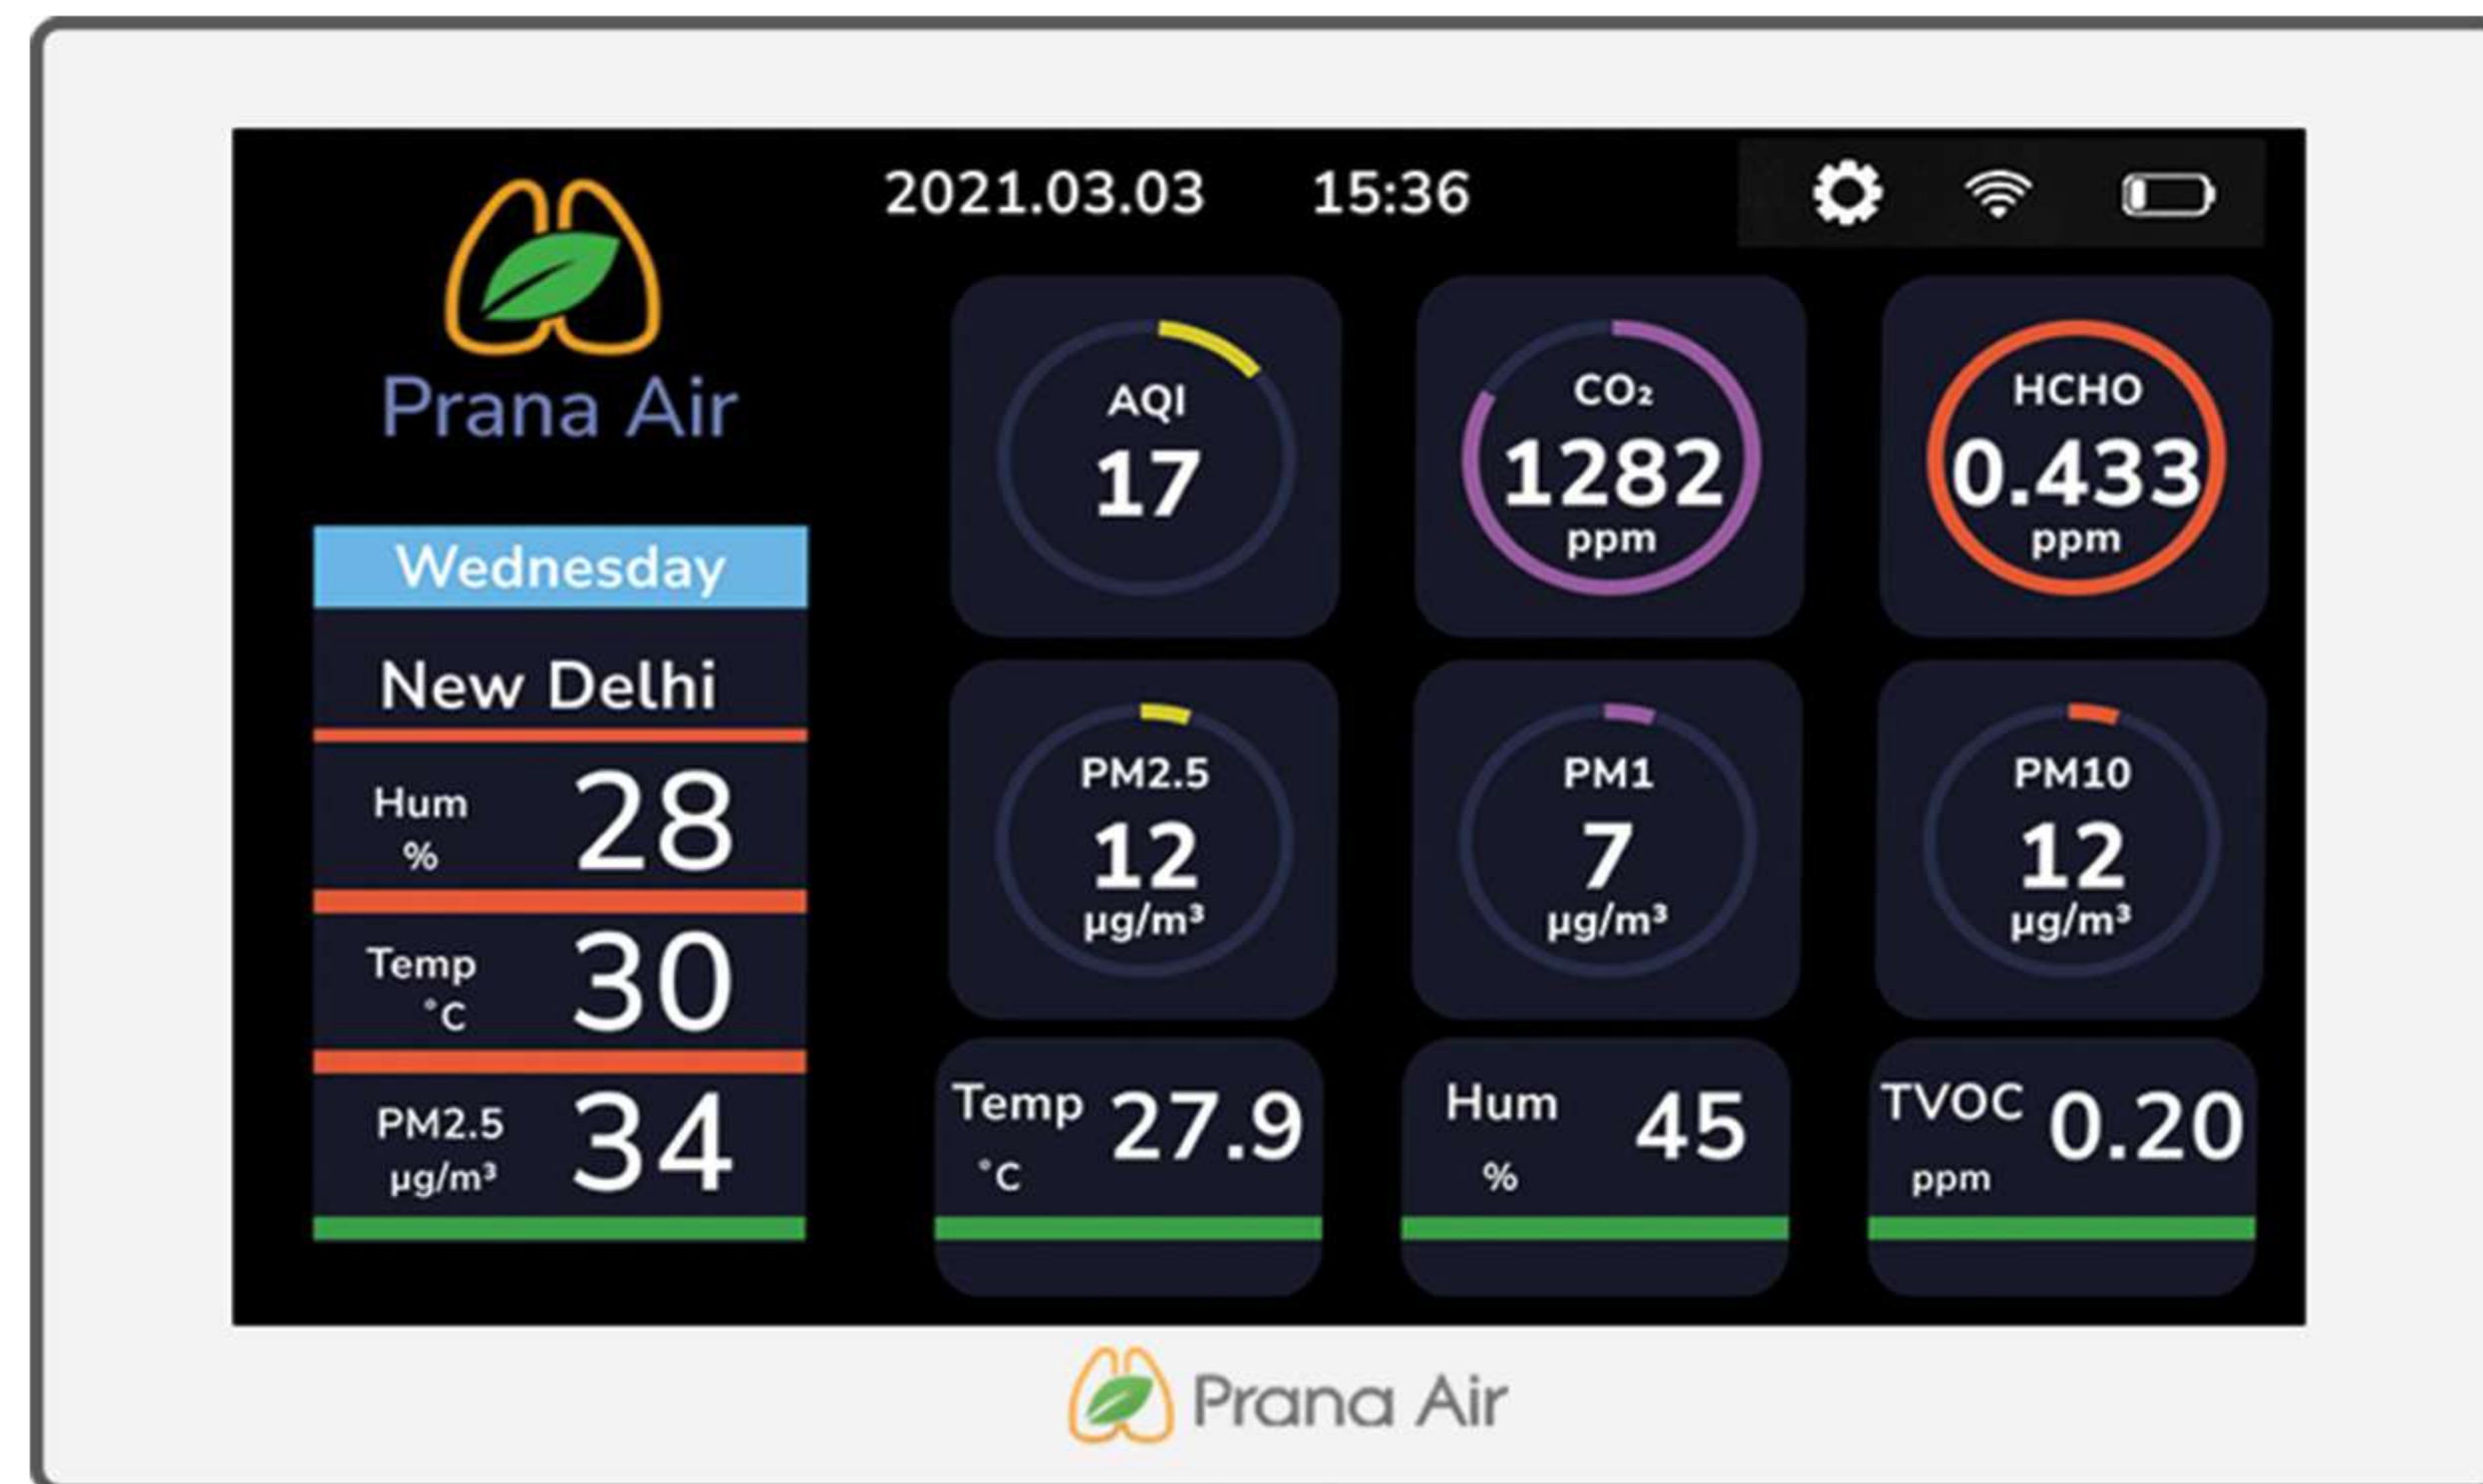 2021.03.03 15:36
Prana Air
Wednesday
New Delhi
Hum
%
28
Temp
°C
30
PM2.5
µg/m³
34
AQI
17
CO₂
1282
ppm
HCHO
0.433
ppm
PM2.5
12
µg/m³
PM1
7
µg/m³
PM10
12
µg/m³
Temp
°C
27.9
Hum
%
45
TVOC
ppm
0.20
Prana Air